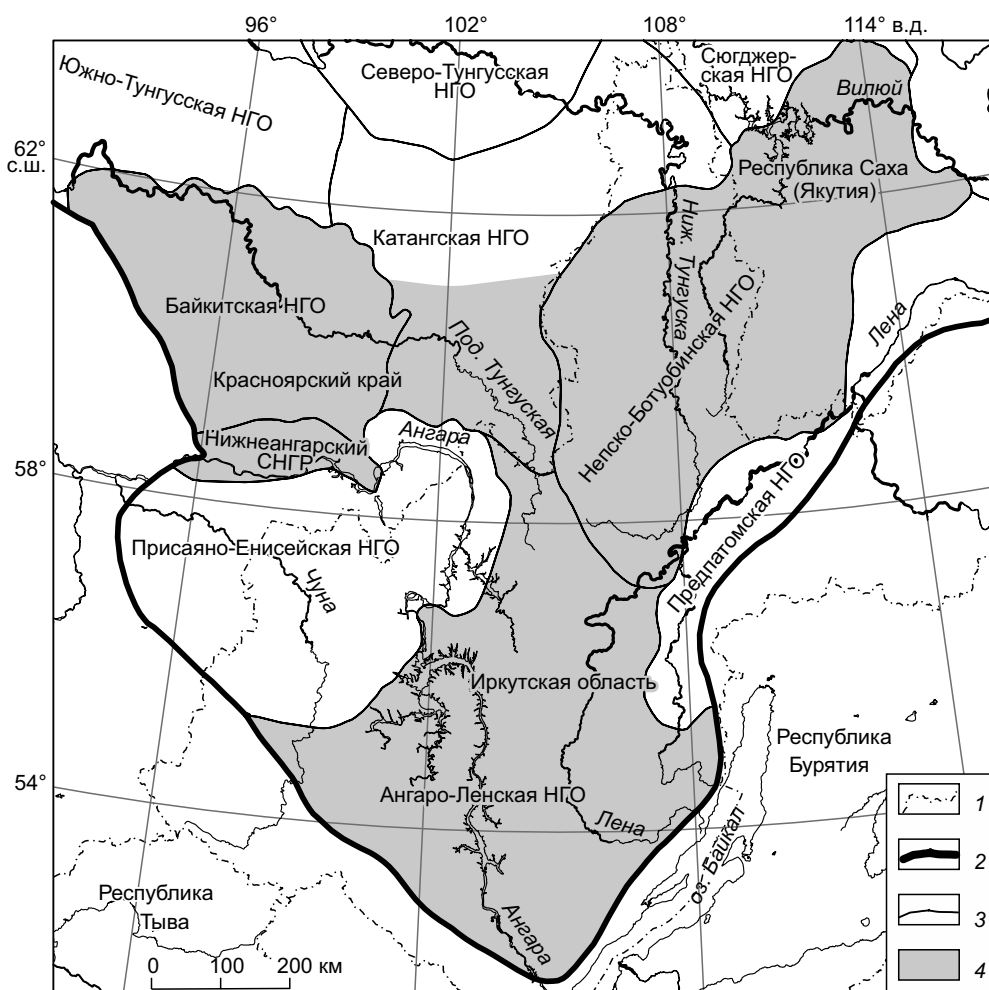 96°
102°
108°
114° в.д.
Южно-Тунгусская НГО
Северо-Тунгусская
НГО
Сюгджер-
ская НГО
Вилюй
62°
с.ш.
Республика Саха
(Якутия)
Катангская НГО
Ниж. Тунгуска
Байкитская НГО
Лена
Под. Тунгуская
Непско-Ботуобинская НГО
Красноярский край
Ангара
Нижнеангарский
СНГР
58°
Предпатомская НГО
Присаяно-Енисейская НГО
Чуна
Иркутская область
Республика
Бурятия
54°
Ангаро-Ленская НГО
Лена
оз. Байкал
Республика
Тыва
Ангара
0 100 200 км
1
2
3
4